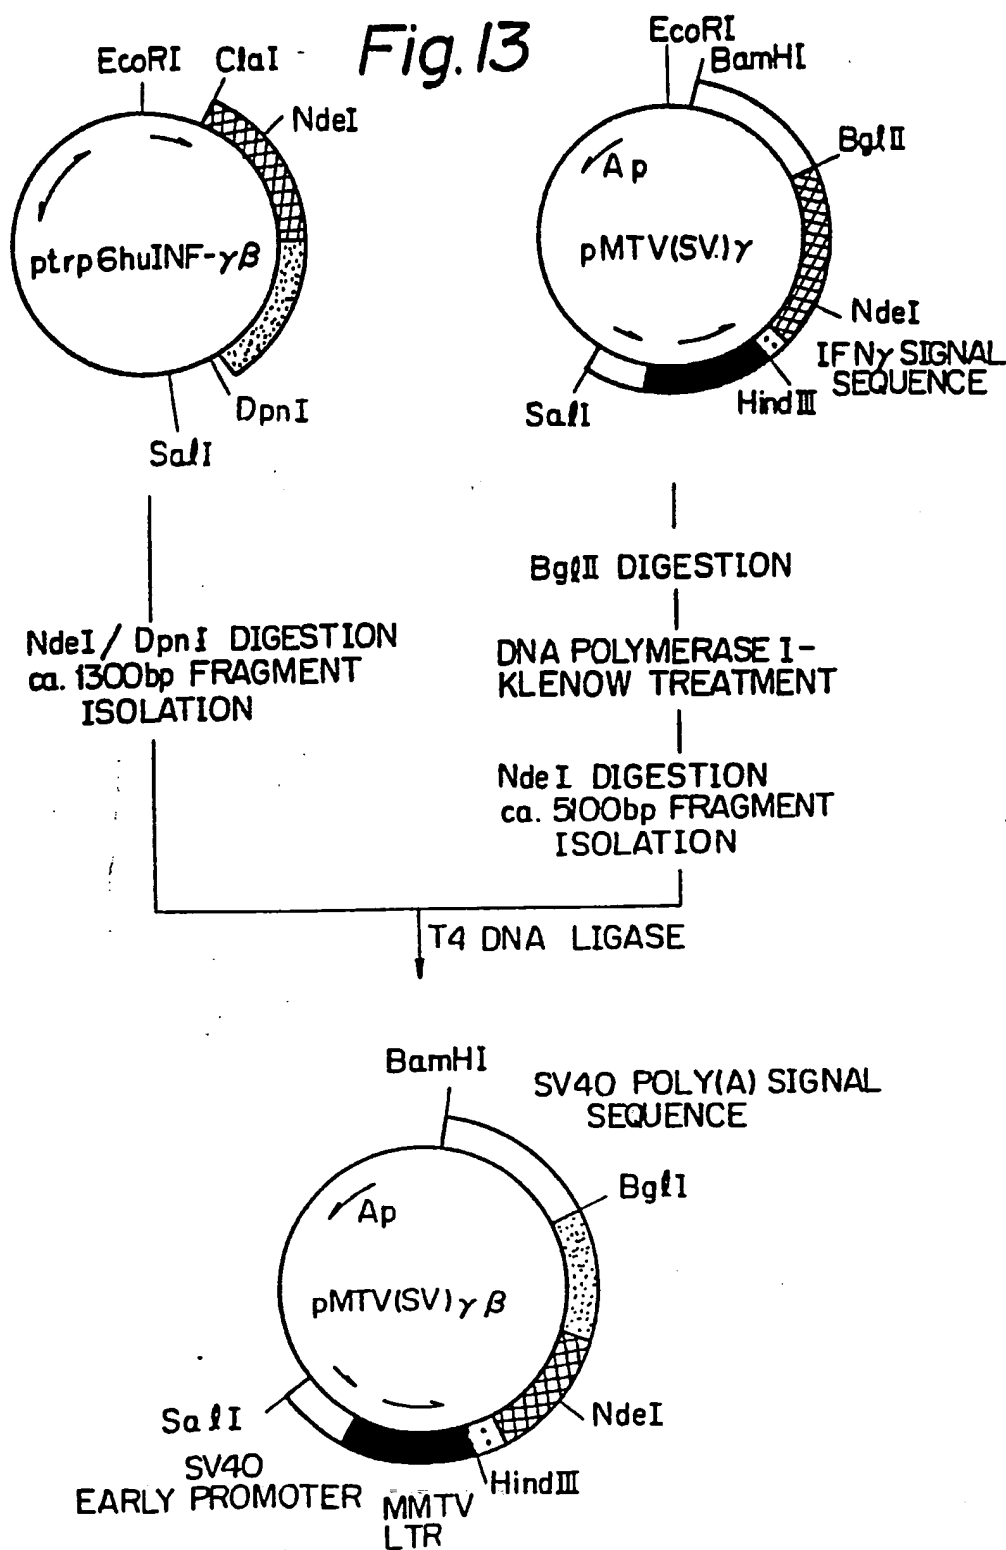 Fig. 13
EcoRI
ClaI
NdeI
ptrp6huINF-γβ
DpnI
SalI
EcoRI
BamHI
BglII
Ap
pMTV(SV.)γ
NdeI
IFNγ SIGNAL
SEQUENCE
HindIII
SalI
NdeI / DpnI DIGESTION
ca. 1300bp FRAGMENT
ISOLATION
BglII DIGESTION
DNA POLYMERASE I-
KLENOW TREATMENT
NdeI DIGESTION
ca. 5100bp FRAGMENT
ISOLATION
T4 DNA LIGASE
BamHI
SV40 POLY(A) SIGNAL
SEQUENCE
BglI
Ap
pMTV(SV)γβ
NdeI
HindIII
SalI
SV40
EARLY PROMOTER
MMTV
LTR